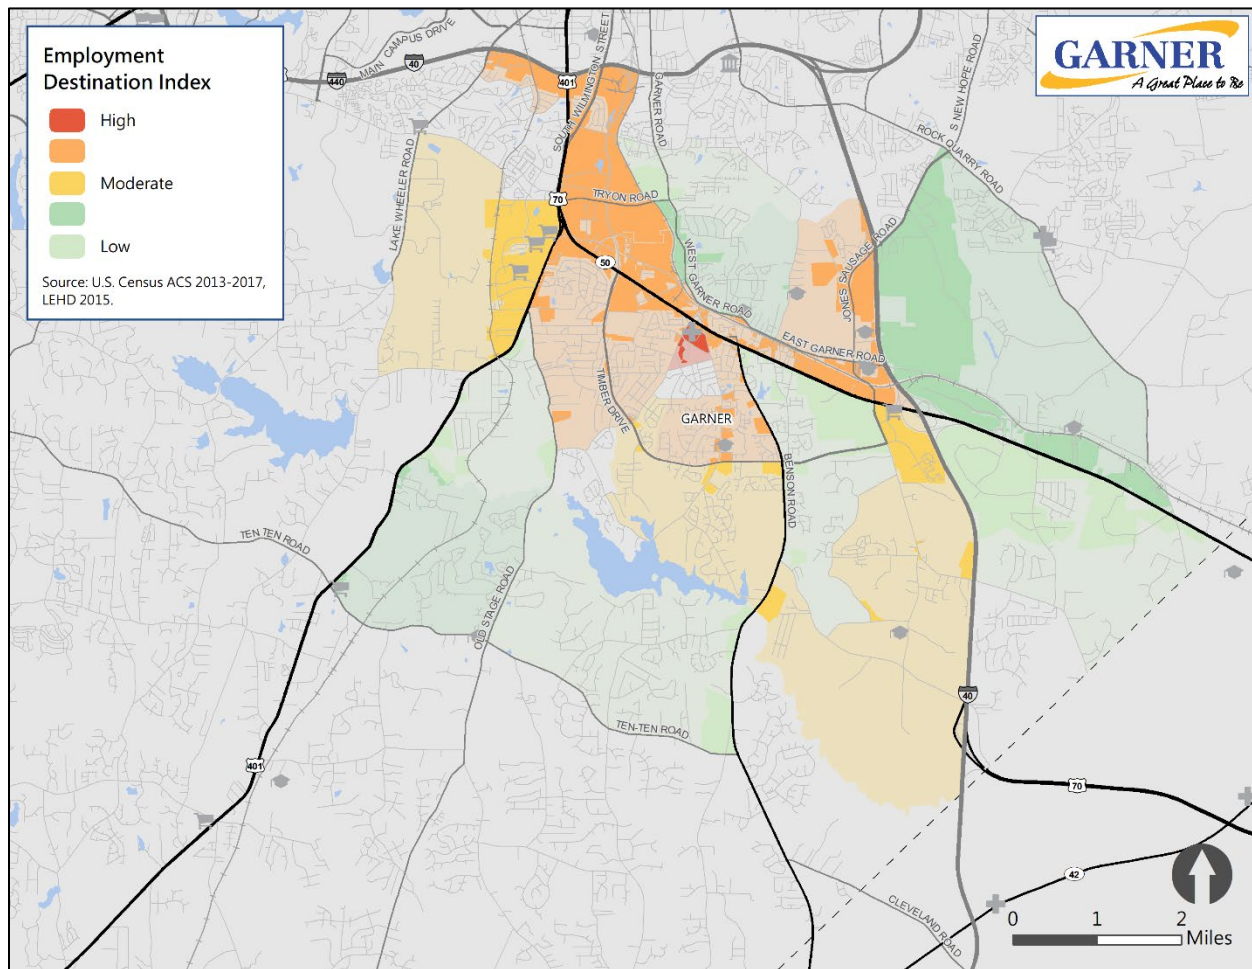 Employment
Destination Index
High
Moderate
Low
Source: U.S. Census ACS 2013-2017,
LEHD 2015.
GARNER
A Great Place to Be
MAIN CAMPUS DRIVE
440
40
401
SOUTH WILMINGTON STREET
GARNER ROAD
S NEW HOPE ROAD
ROCK QUARRY ROAD
LAKE WHEELER ROAD
70
TRYON ROAD
50
WEST GARNER ROAD
JONES SAUSAGE ROAD
EAST GARNER ROAD
TIMBER DRIVE
GARNER
BENSON ROAD
TEN TEN ROAD
OLD STAGE ROAD
TEN-TEN ROAD
40
401
70
42
CLEVELAND ROAD
0 1 2
Miles